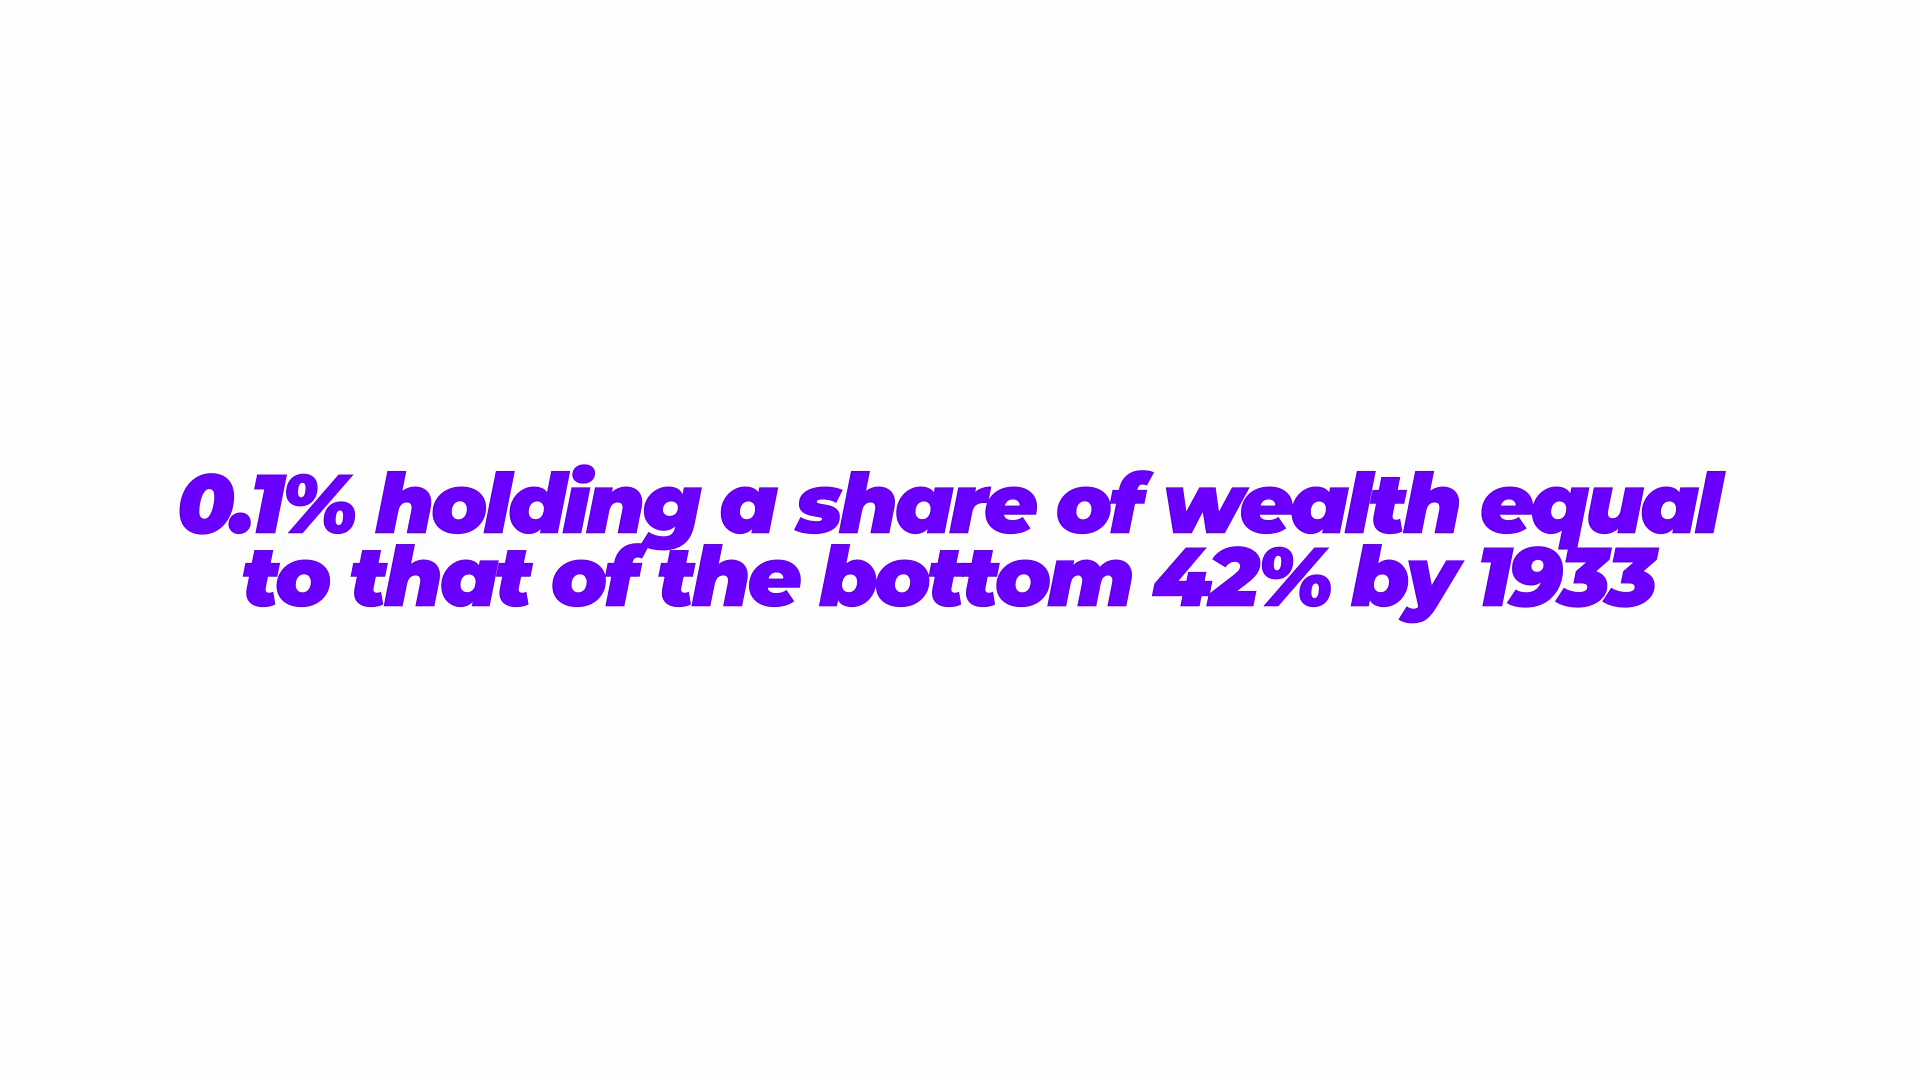 0.1% holding a share of wealth equal
to that of the bottom 42% by 1933